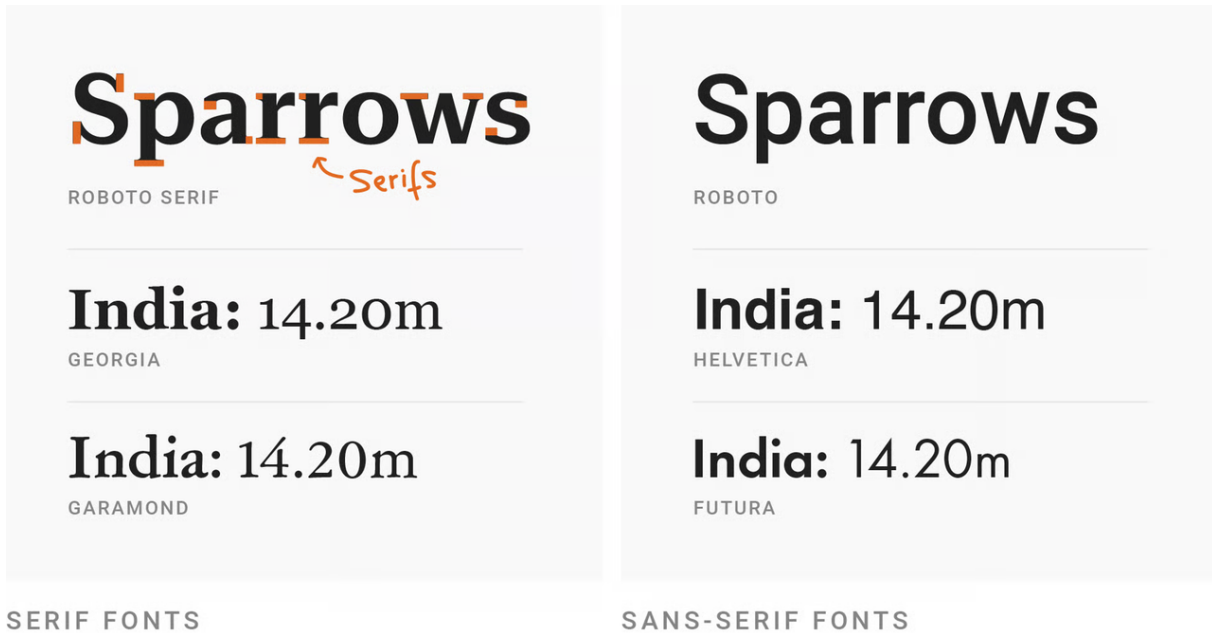 Sparrows
Serifs
ROBOTO SERIF
India: 14.20m
GEORGIA
India: 14.20m
GARAMOND
SERIF FONTS
Sparrows
ROBOTO
India: 14.20m
HELVETICA
India: 14.20m
FUTURA
SANS-SERIF FONTS